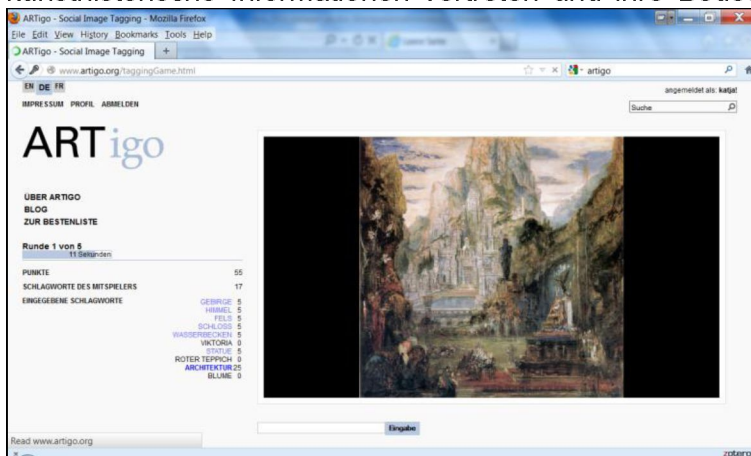 ARTigo - Social Image Tagging - Mozilla Firefox
File Edit View History Bookmarks Tools Help
ARTigo - Social Image Tagging +
www.artigo.org/taggingGame.html
artigo
EN DE FR
angemeldet als: katja!
IMPRESSUM PROFIL ABMELDEN
Suche
ARTigo
ÜBER ARTIGO
BLOG
ZUR BESTENLISTE
Runde 1 von 5
11 Sekunden
PUNKTE 55
SCHLAGWORTE DES MITSPIELERS 17
EINGEGEBENE SCHLAGWORTE GEBIRGE 5
HIMMEL 5
FELS 5
SCHLOSS 5
WASSERBECKEN 5
VIKTORIA 0
STATUE 5
ROTER TEPPICH 0
ARCHITEKTUR 25
BLUME 0
Eingabe
Read www.artigo.org
zotero